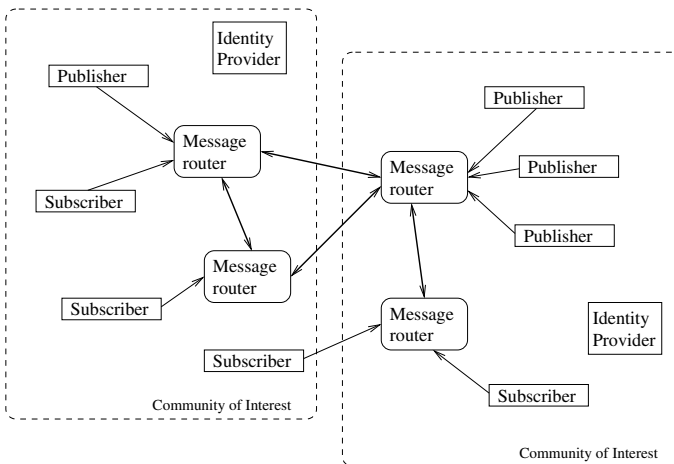 Identity
Provider
Publisher
Message
router
Subscriber
Message
router
Subscriber
Community of Interest
Publisher
Publisher
Message
router
Publisher
Message
router
Subscriber
Identity
Provider
Subscriber
Community of Interest